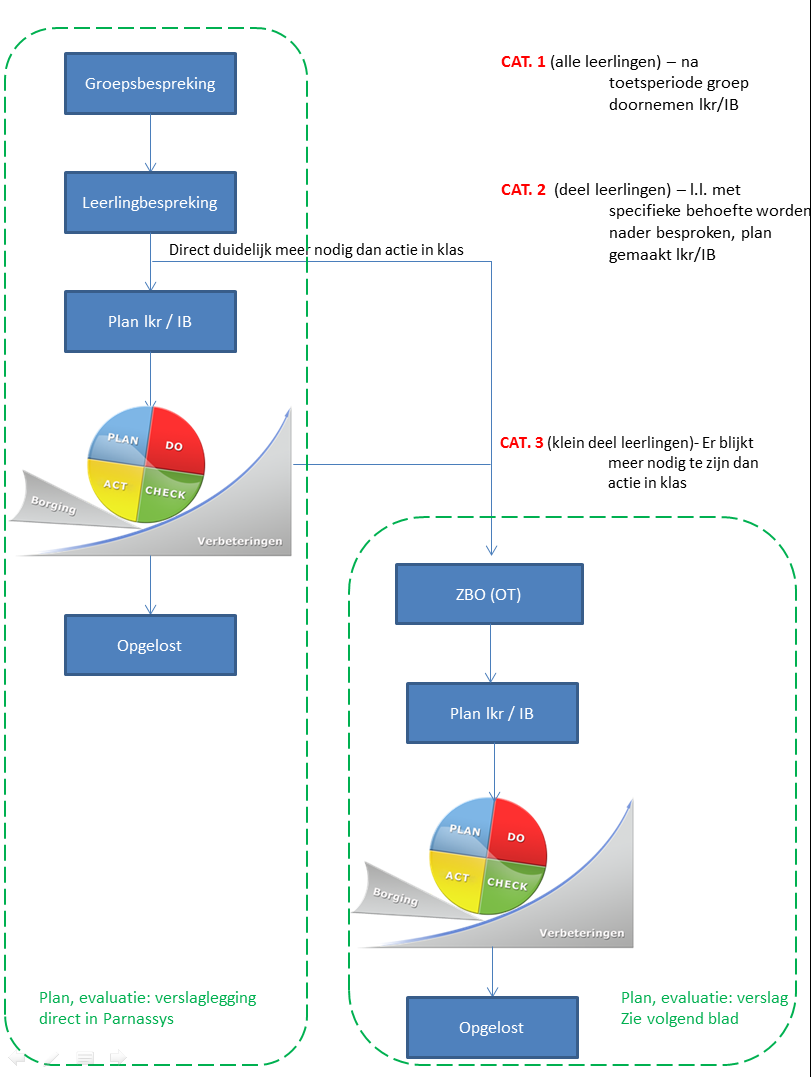 Groepsbespreking
CAT. 1 (alle leerlingen) – na
toetsperiode groep
doornemen lkr/IB
Leerlingbespreking
CAT. 2 (deel leerlingen) – l.l. met
specifieke behoefte worden
nader besproken, plan
gemaakt lkr/IB
Direct duidelijk meer nodig dan actie in klas
Plan lkr / IB
PLAN
DO
ACT
CHECK
Borging
Verbeteringen
CAT. 3 (klein deel leerlingen)- Er blijkt
meer nodig te zijn dan
actie in klas
Opgelost
ZBO (OT)
Plan lkr / IB
PLAN
DO
ACT
CHECK
Borging
Verbeteringen
Opgelost
Plan, evaluatie: verslaglegging
direct in Parnassys
Plan, evaluatie: verslag
Zie volgend blad